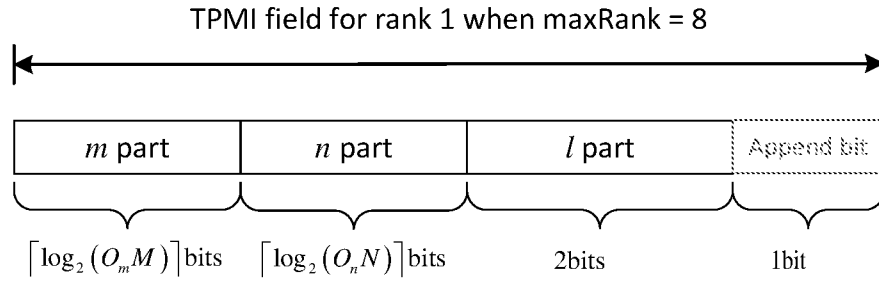 TPMI field for rank 1 when maxRank = 8
m part n part l part Append bit
⌈log₂(OₘM)⌉bits ⌈log₂(OₙN)⌉bits 2bits 1bit